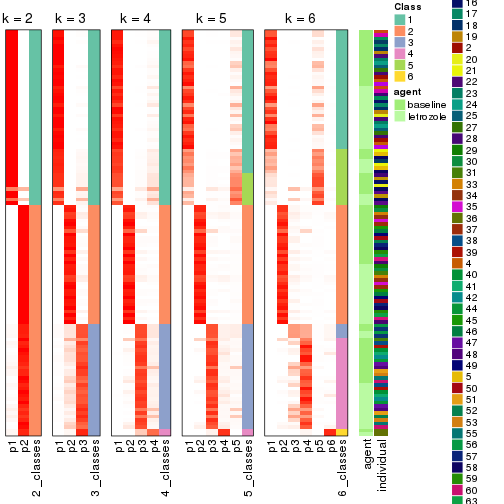 k = 2
k = 3
k = 4
k = 5
k = 6
p1
p2
2_classes
p1
p2
p3
3_classes
p1
p2
p3
p4
4_classes
p1
p2
p3
p4
p5
5_classes
p1
p2
p3
p4
p5
p6
6_classes
agent
individual
Class
1
2
3
4
5
6
agent
baseline
letrozole
16
17
18
19
2
20
21
22
23
24
25
27
28
29
30
31
33
34
35
36
37
38
39
4
40
41
42
44
45
46
47
48
49
5
50
51
52
53
55
56
57
58
59
60
63